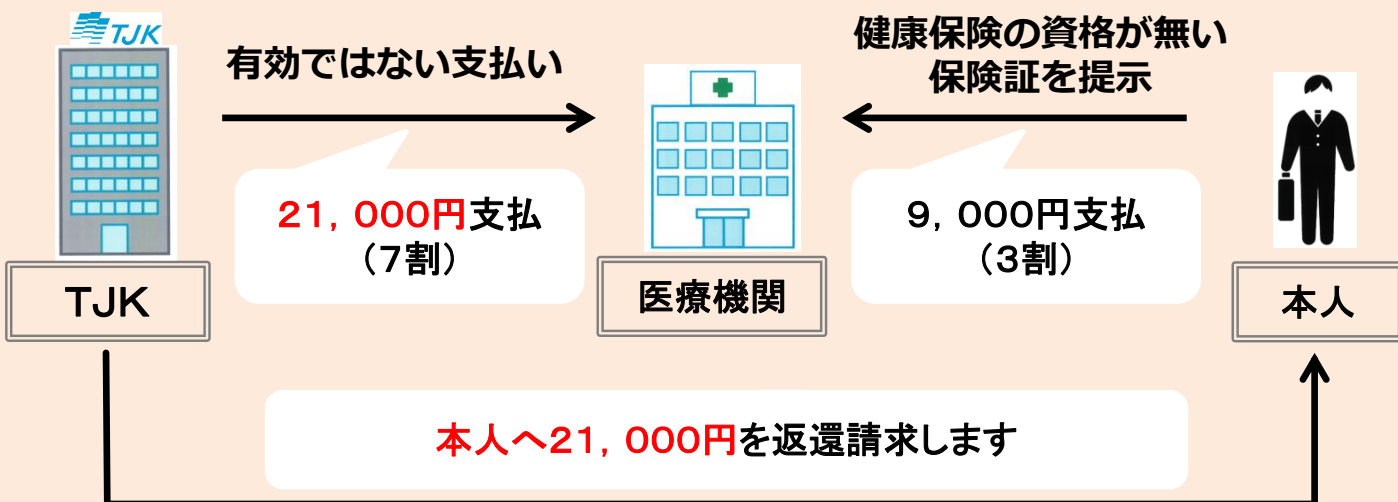 TJK
有効ではない支払い
健康保険の資格が無い
保険証を提示
21，000円支払
（7割）
9，000円支払
（3割）
TJK
医療機関
本人
本人へ21，000円を返還請求します